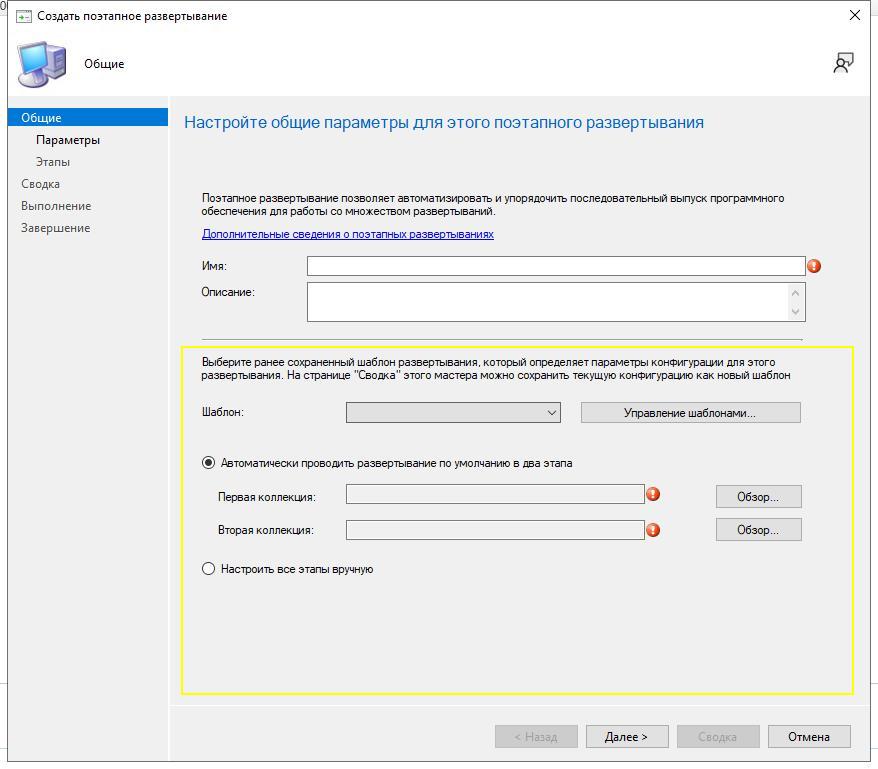 Создать поэтапное развертывание
Общие
Общие
Параметры
Этапы
Сводка
Выполнение
Завершение
Настройте общие параметры для этого поэтапного развертывания
Поэтапное развертывание позволяет автоматизировать и упорядочить последовательный выпуск программного
обеспечения для работы со множеством развертываний.
Дополнительные сведения о поэтапных развертываниях
Имя:
Описание:
Выберите ранее сохраненный шаблон развертывания, который определяет параметры конфигурации для этого
развертывания. На странице "Сводка" этого мастера можно сохранить текущую конфигурацию как новый шаблон
Шаблон:
Управление шаблонами...
Автоматически проводить развертывание по умолчанию в два этапа
Первая коллекция:
Обзор...
Вторая коллекция:
Обзор...
Настроить все этапы вручную
< Назад
Далее >
Сводка
Отмена